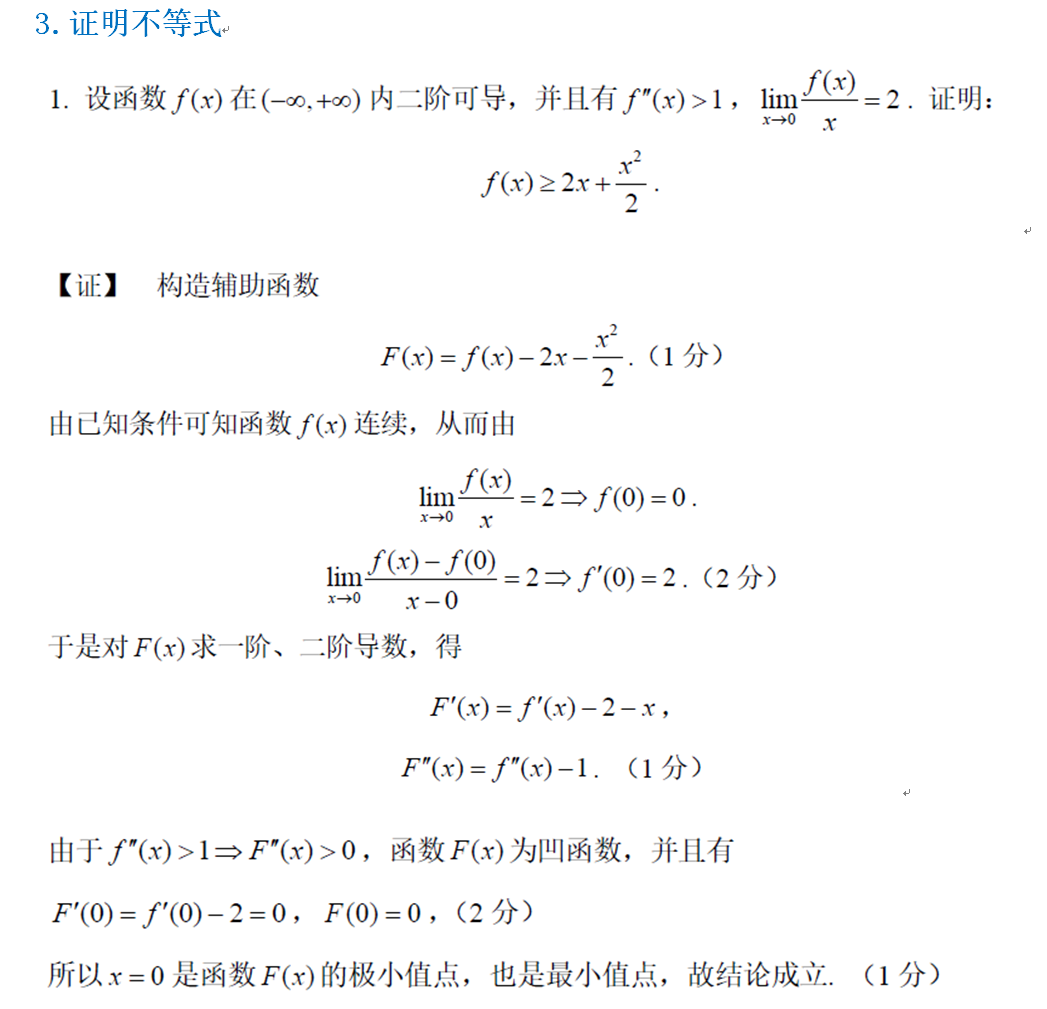 3. 证明不等式
1. 设函数 f(x) 在 (−∞,+∞) 内二阶可导，并且有 f″(x) > 1， lim_{x→0} f(x)/x = 2. 证明：
f(x) ≥ 2x + x²/2 .
【证】 构造辅助函数
F(x) = f(x) − 2x − x²/2 .（1 分）
由已知条件可知函数 f(x) 连续，从而由
lim_{x→0} f(x)/x = 2 ⇒ f(0) = 0 .
lim_{x→0} (f(x) − f(0))/(x − 0) = 2 ⇒ f′(0) = 2 .（2 分）
于是对 F(x) 求一阶、二阶导数，得
F′(x) = f′(x) − 2 − x，
F″(x) = f″(x) − 1. （1 分）
由于 f″(x) > 1 ⇒ F″(x) > 0，函数 F(x) 为凹函数，并且有
F′(0) = f′(0) − 2 = 0， F(0) = 0，（2 分）
所以 x = 0 是函数 F(x) 的极小值点，也是最小值点，故结论成立. （1 分）